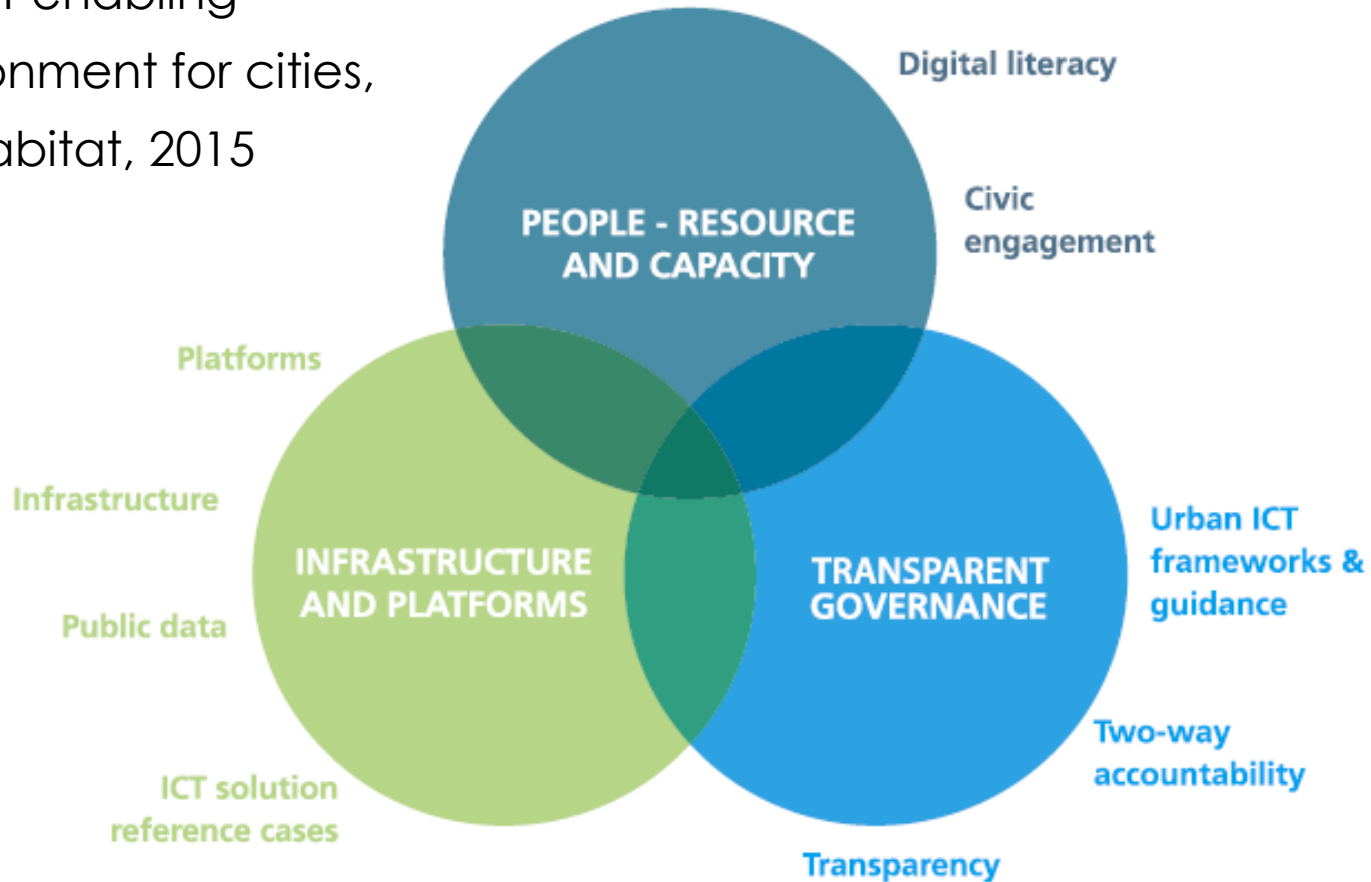 enabling
onment for cities,
abitat, 2015
Digital literacy
Civic
engagement
PEOPLE - RESOURCE
AND CAPACITY
Platforms
Infrastructure
Public data
ICT solution
reference cases
INFRASTRUCTURE
AND PLATFORMS
TRANSPARENT
GOVERNANCE
Urban ICT
frameworks &
guidance
Two-way
accountability
Transparency